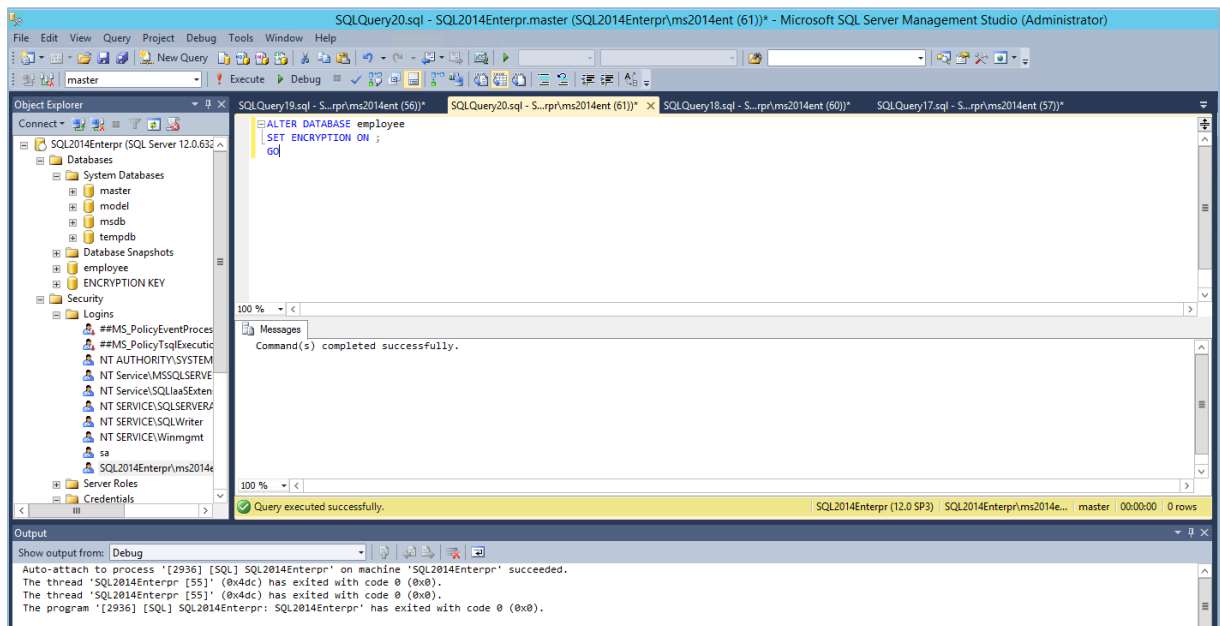 SQLQuery20.sql - SQL2014Enterpr.master (SQL2014Enterpr\ms2014ent (61))* - Microsoft SQL Server Management Studio (Administrator)
File Edit View Query Project Debug Tools Window Help
New Query
master Execute Debug
Object Explorer
Connect
SQLQuery19.sql - S...rpr\ms2014ent (56))* SQLQuery20.sql - S...rpr\ms2014ent (61))* SQLQuery18.sql - S...rpr\ms2014ent (60))* SQLQuery17.sql - S...rpr\ms2014ent (57))*
SQL2014Enterpr (SQL Server 12.0.632
Databases
System Databases
master
model
msdb
tempdb
Database Snapshots
employee
ENCRYPTION KEY
Security
Logins
##MS_PolicyEventProces
##MS_PolicyTsqlExecutio
NT AUTHORITY\SYSTEM
NT Service\MSSQLSERVE
NT Service\SQLIaaSExten
NT SERVICE\SQLSERVERA
NT SERVICE\SQLWriter
NT SERVICE\Winmgmt
sa
SQL2014Enterpr\ms2014e
Server Roles
Credentials
ALTER DATABASE employee
SET ENCRYPTION ON ;
GO
100 %
Messages
Command(s) completed successfully.
100 %
Query executed successfully. SQL2014Enterpr (12.0 SP3) SQL2014Enterpr\ms2014e... master 00:00:00 0 rows
Output
Show output from: Debug
Auto-attach to process '[2936] [SQL] SQL2014Enterpr' on machine 'SQL2014Enterpr' succeeded.
The thread 'SQL2014Enterpr [55]' (0x4dc) has exited with code 0 (0x0).
The thread 'SQL2014Enterpr [55]' (0x4dc) has exited with code 0 (0x0).
The program '[2936] [SQL] SQL2014Enterpr: SQL2014Enterpr' has exited with code 0 (0x0).